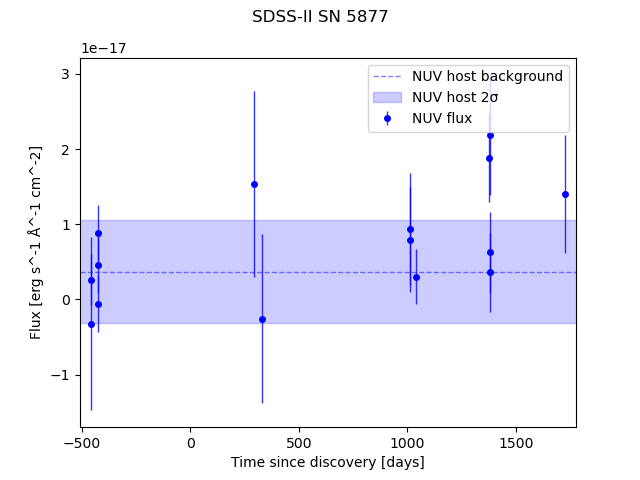 SDSS-II SN 5877
1e−17
NUV host background
NUV host 2σ
NUV flux
3
2
1
0
−1
Flux [erg s^-1 Å^-1 cm^-2]
−500 0 500 1000 1500
Time since discovery [days]